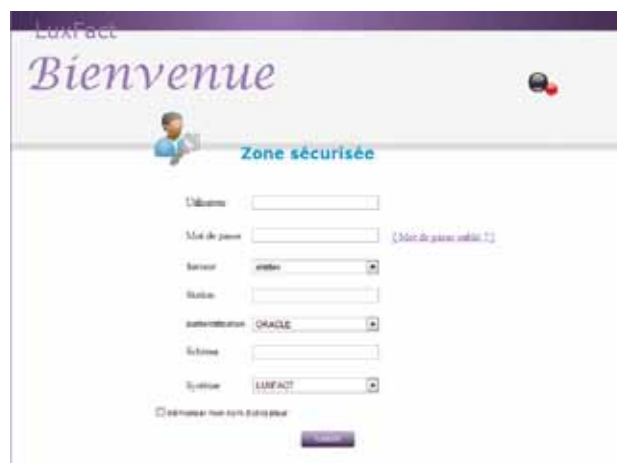 LuxFact
Bienvenue
Zone sécurisée
Utilisateur
Mot de passe
[ Mot de passe oublié ? ]
Serveur
Station
Authentification ORACLE
Schéma
Système LUXFACT